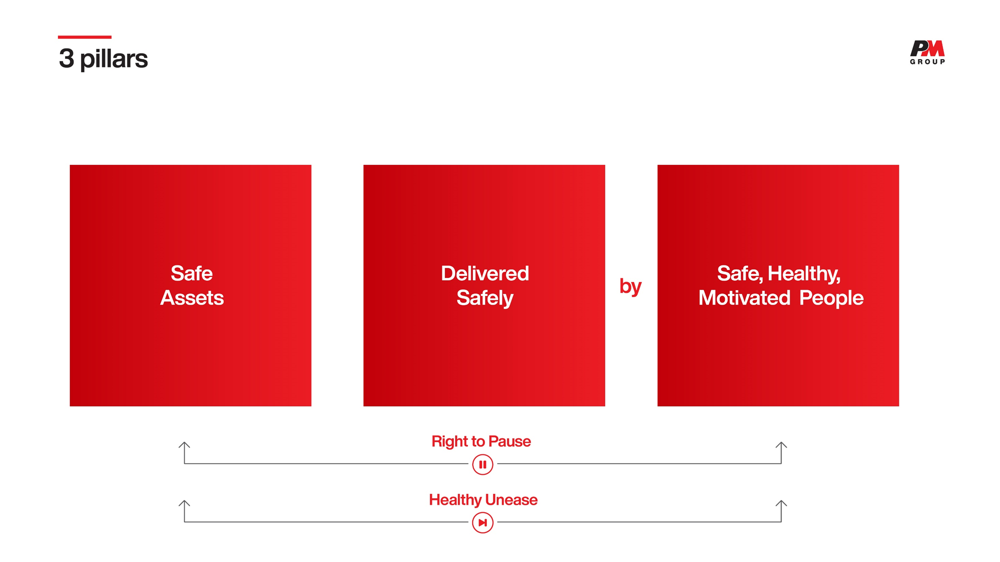 3 pillars
PM
GROUP
Safe
Assets
Delivered
Safely
by
Safe, Healthy,
Motivated People
Right to Pause
Healthy Unease